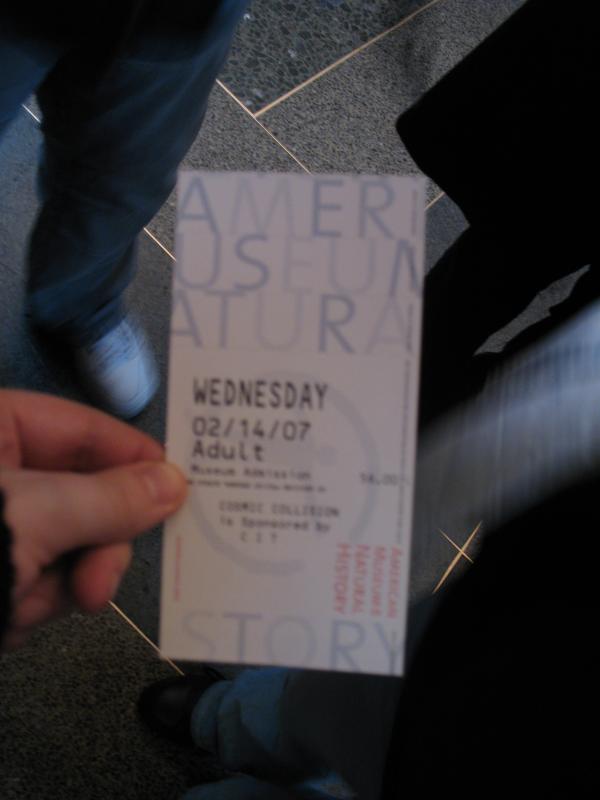 AMER
USEUM
ATURA
WEDNESDAY
02/14/07
Adult
Museum Admission
COSMIC COLLISION
is Sponsored by
C I T
AMERICAN
MUSEUM&
NATURAL
HISTORY
STORY